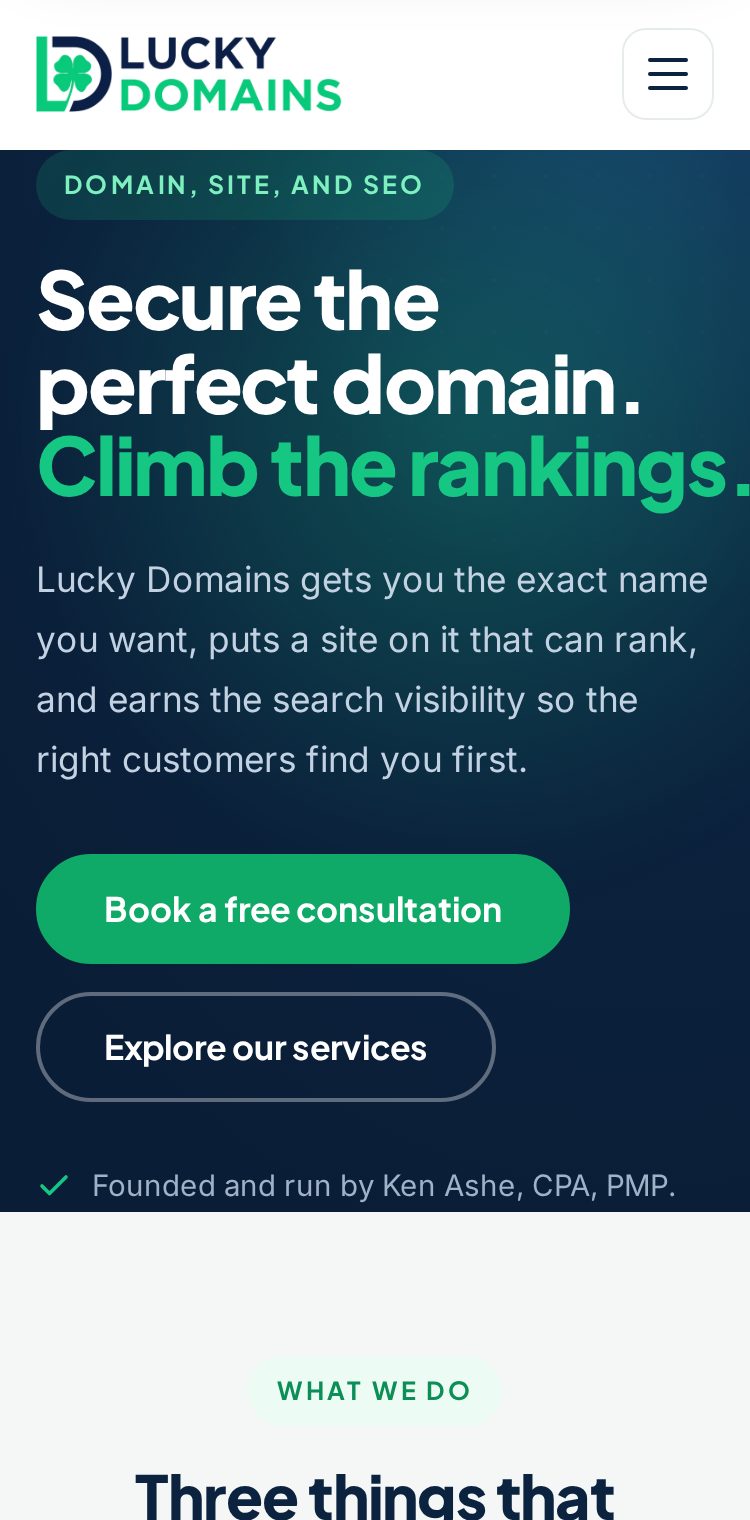 LUCKY
DOMAINS
DOMAIN, SITE, AND SEO
Secure the
perfect domain.
Climb the rankings.
Lucky Domains gets you the exact name
you want, puts a site on it that can rank,
and earns the search visibility so the
right customers find you first.
Book a free consultation
Explore our services
Founded and run by Ken Ashe, CPA, PMP.
WHAT WE DO
Three things that